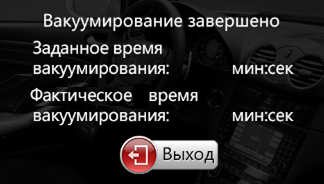 Вакуумирование завершено
Заданное время
вакуумирования: мин:сек
Фактическое время
вакуумирования: мин:сек
Выход